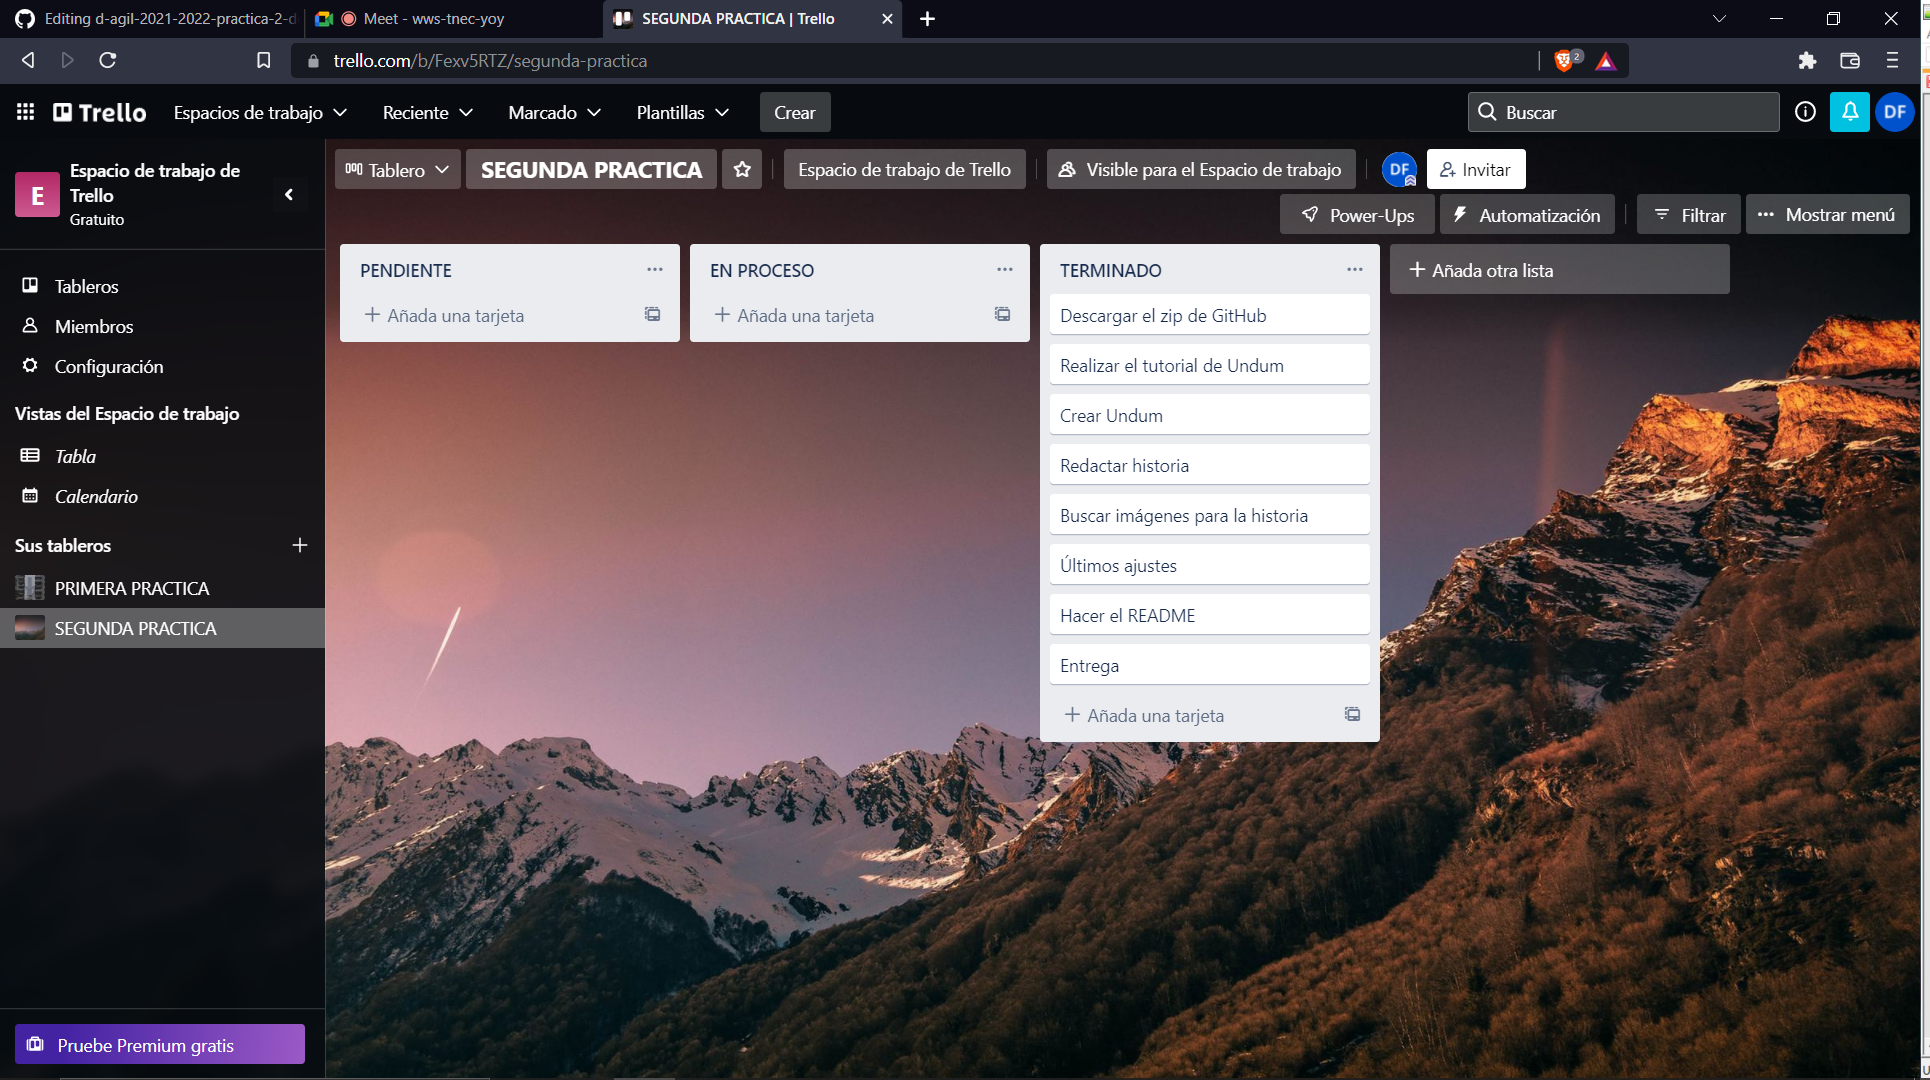 Editing d-agil-2021-2022-practica-2-d
Meet - wws-tnec-yoy
SEGUNDA PRACTICA | Trello
trello.com/b/Fexv5RTZ/segunda-practica
2
Trello
Espacios de trabajo
Reciente
Marcado
Plantillas
Crear
Buscar
DF
E
Espacio de trabajo de
Trello
Gratuito
Tablero
SEGUNDA PRACTICA
Espacio de trabajo de Trello
Visible para el Espacio de trabajo
DF
Invitar
Power-Ups
Automatización
Filtrar
Mostrar menú
Tableros
Miembros
Configuración
Vistas del Espacio de trabajo
Tabla
Calendario
Sus tableros
PRIMERA PRACTICA
SEGUNDA PRACTICA
Pruebe Premium gratis
PENDIENTE
Añada una tarjeta
EN PROCESO
Añada una tarjeta
TERMINADO
Descargar el zip de GitHub
Realizar el tutorial de Undum
Crear Undum
Redactar historia
Buscar imágenes para la historia
Últimos ajustes
Hacer el README
Entrega
Añada una tarjeta
Añada otra lista